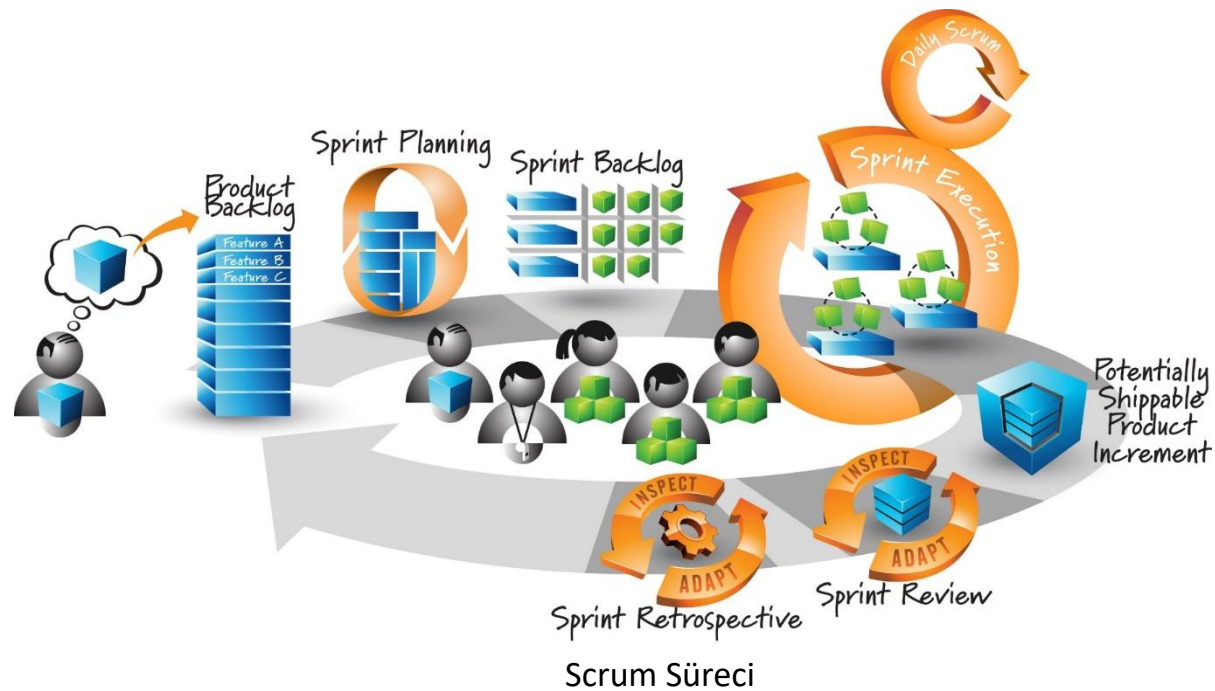 Daily Scrum
Sprint Planning
Sprint Backlog
Sprint Execution
Product
Backlog
Feature A
Feature B
Feature C
Potentially
Shippable
Product
Increment
INSPECT
ADAPT
Sprint Review
INSPECT
ADAPT
Sprint Retrospective
Scrum Süreci